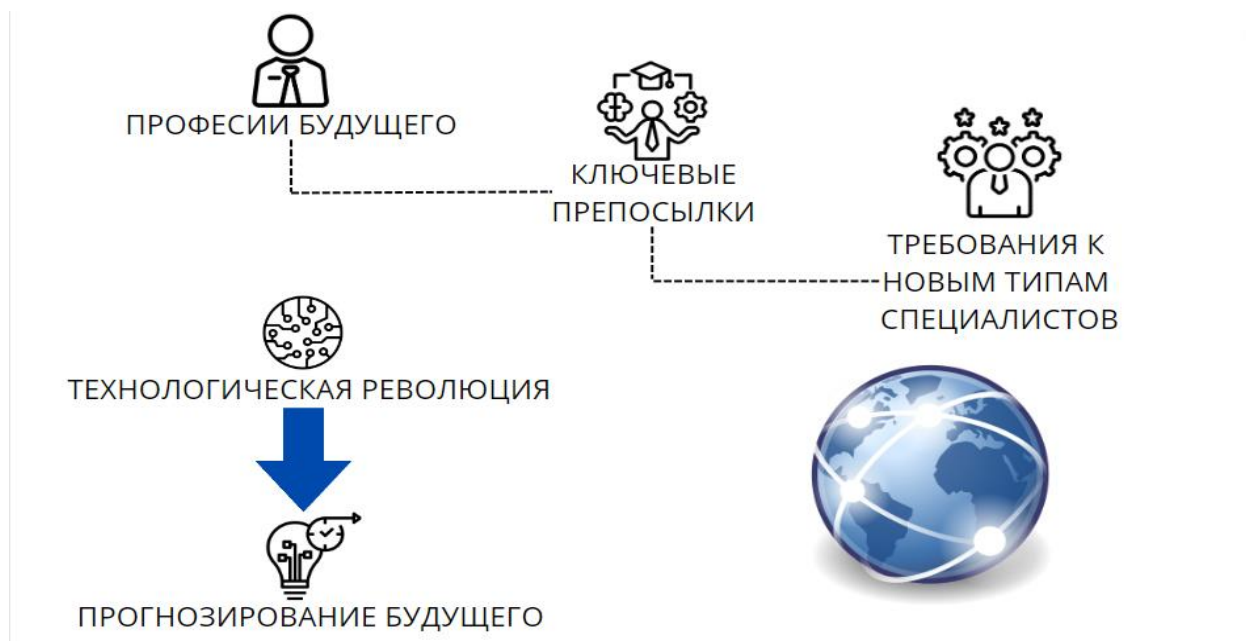 ПРОФЕСИИ БУДУЩЕГО
КЛЮЧЕВЫЕ
ПРЕПОСЫЛКИ
ТРЕБОВАНИЯ К
НОВЫМ ТИПАМ
СПЕЦИАЛИСТОВ
ТЕХНОЛОГИЧЕСКАЯ РЕВОЛЮЦИЯ
ПРОГНОЗИРОВАНИЕ БУДУЩЕГО